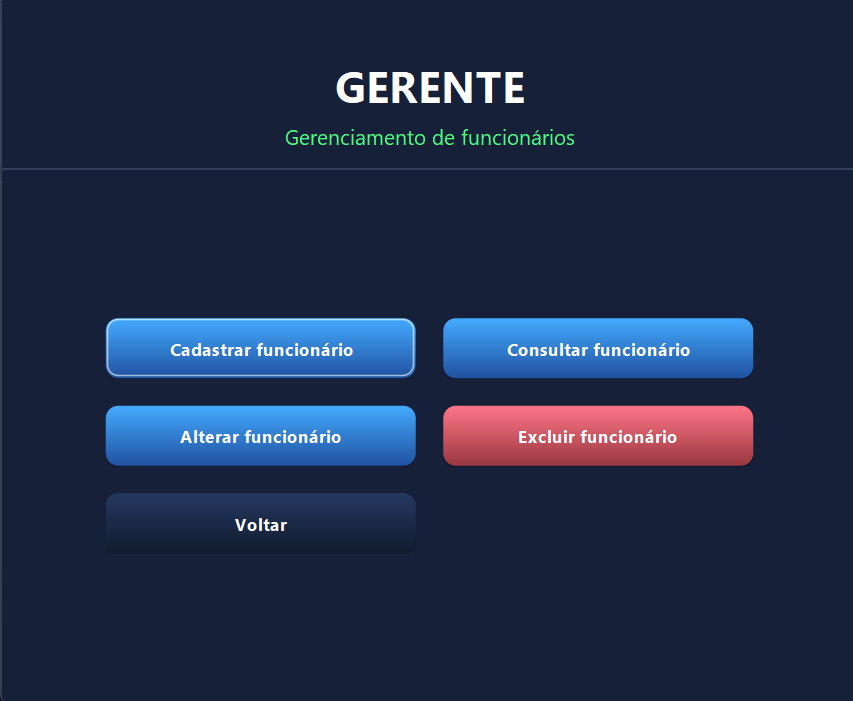 GERENTE
Gerenciamento de funcionários
Cadastrar funcionário
Consultar funcionário
Alterar funcionário
Excluir funcionário
Voltar